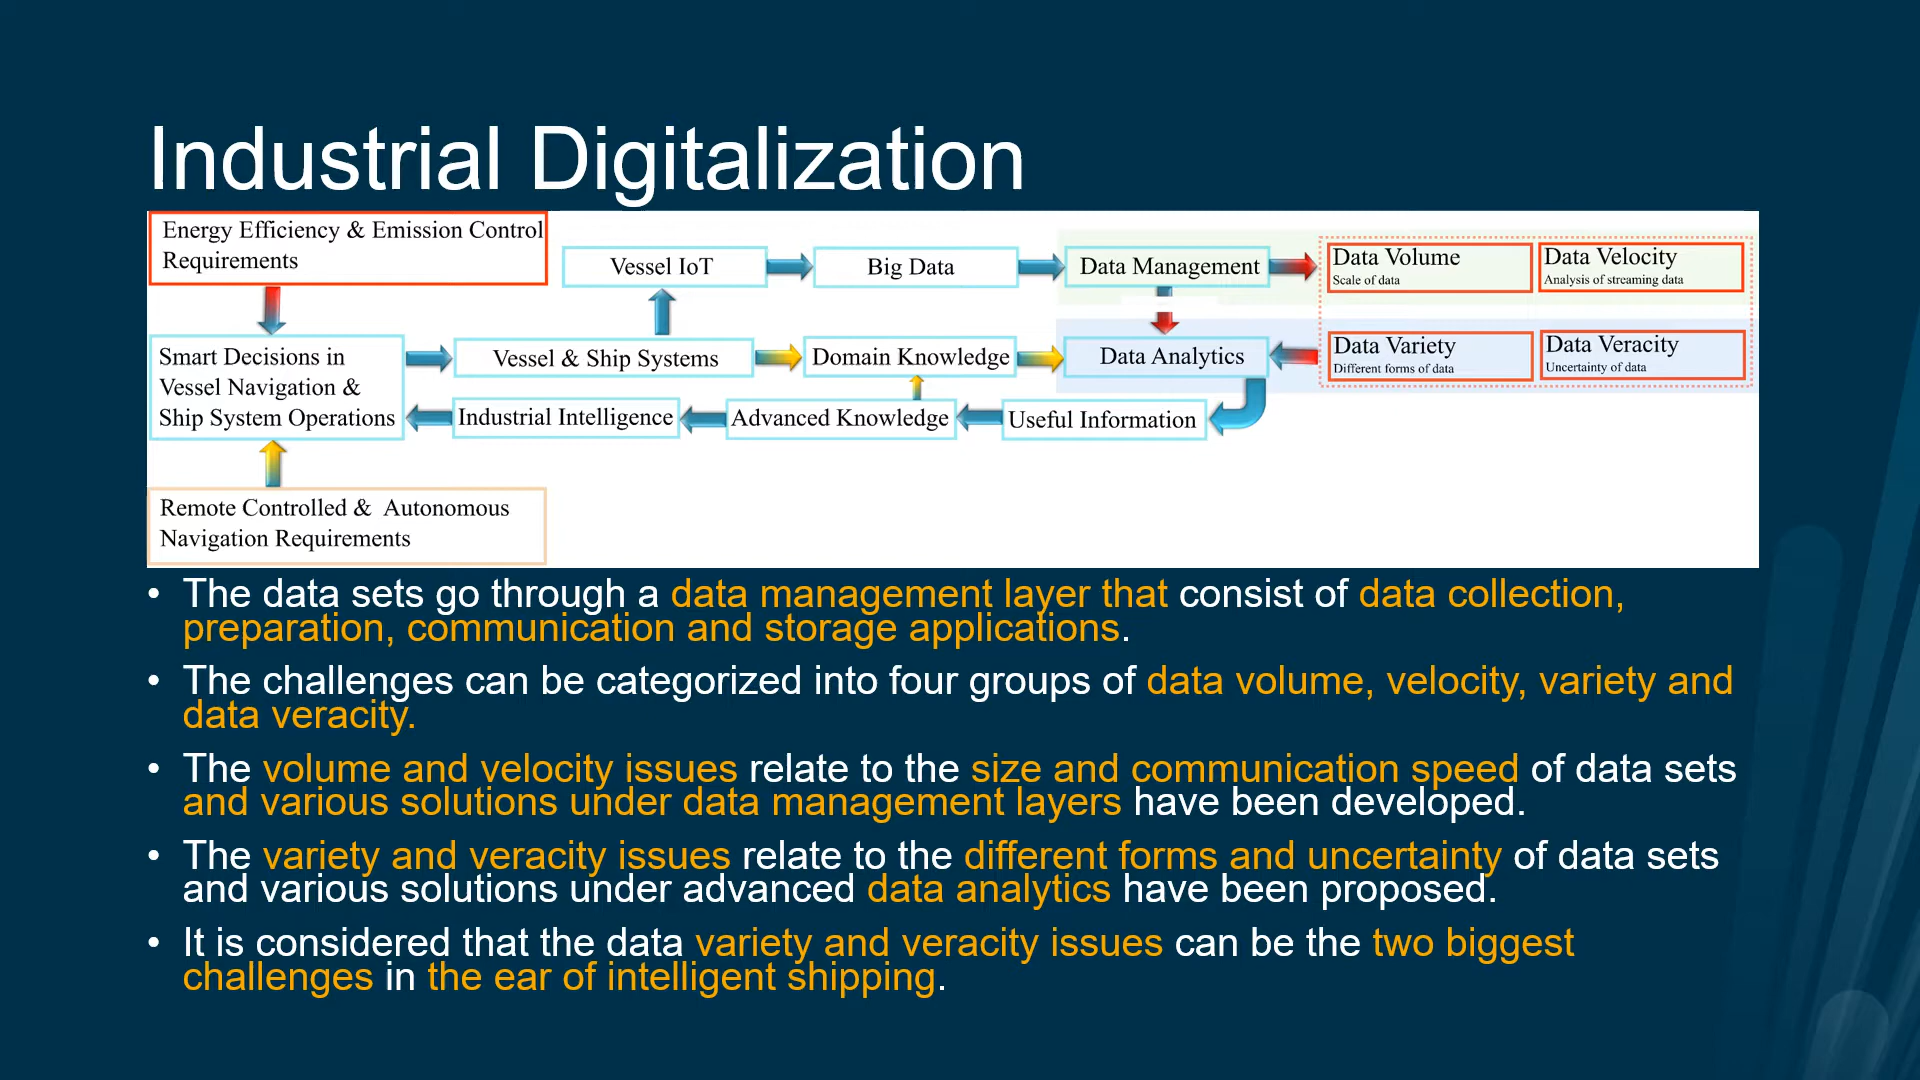 Industrial Digitalization
Energy Efficiency & Emission Control
Requirements
Vessel IoT
Big Data
Data Management
Data Volume
Scale of data
Data Velocity
Analysis of streaming data
Smart Decisions in
Vessel Navigation &
Ship System Operations
Vessel & Ship Systems
Domain Knowledge
Data Analytics
Data Variety
Different forms of data
Data Veracity
Uncertainty of data
Industrial Intelligence
Advanced Knowledge
Useful Information
Remote Controlled & Autonomous
Navigation Requirements
• The data sets go through a data management layer that consist of data collection,
preparation, communication and storage applications.
• The challenges can be categorized into four groups of data volume, velocity, variety and
data veracity.
• The volume and velocity issues relate to the size and communication speed of data sets
and various solutions under data management layers have been developed.
• The variety and veracity issues relate to the different forms and uncertainty of data sets
and various solutions under advanced data analytics have been proposed.
• It is considered that the data variety and veracity issues can be the two biggest
challenges in the ear of intelligent shipping.